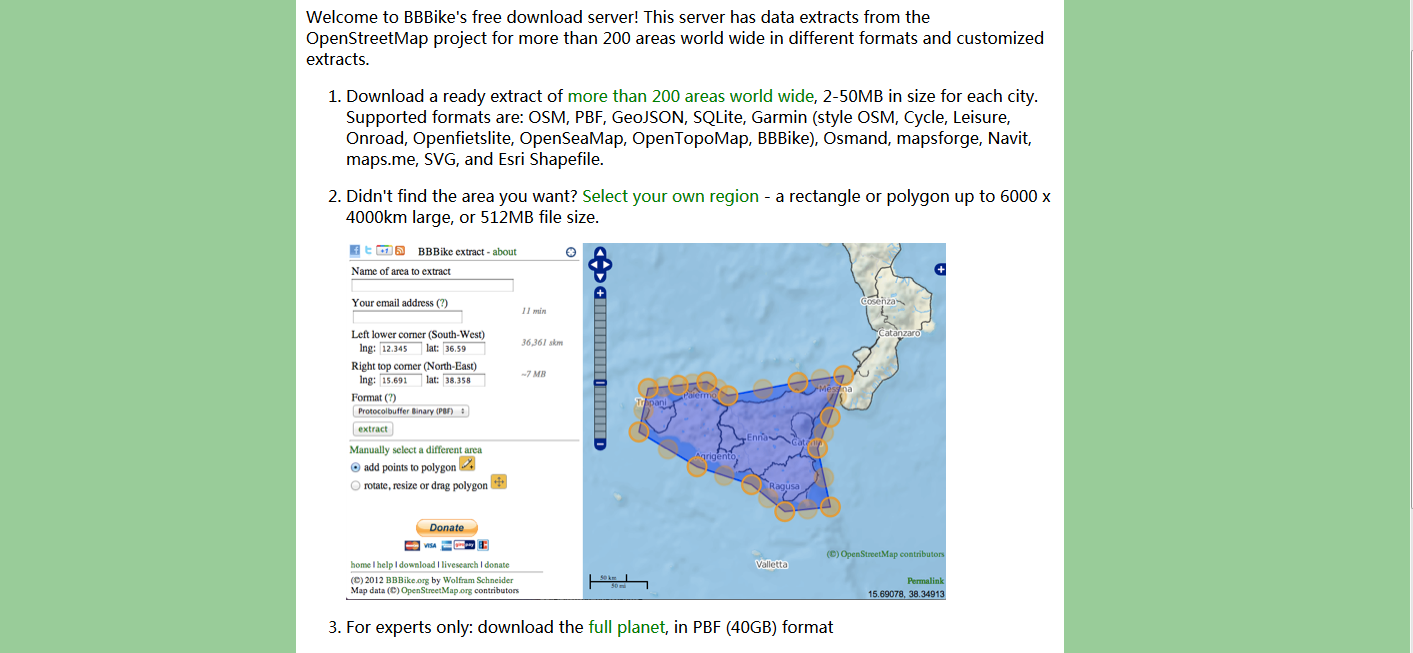 Welcome to BBBike's free download server! This server has data extracts from the
OpenStreetMap project for more than 200 areas world wide in different formats and customized
extracts.
1. Download a ready extract of more than 200 areas world wide, 2-50MB in size for each city.
Supported formats are: OSM, PBF, GeoJSON, SQLite, Garmin (style OSM, Cycle, Leisure,
Onroad, Openfietslite, OpenSeaMap, OpenTopoMap, BBBike), Osmand, mapsforge, Navit,
maps.me, SVG, and Esri Shapefile.
2. Didn't find the area you want? Select your own region - a rectangle or polygon up to 6000 x
4000km large, or 512MB file size.
BBBike extract - about
Name of area to extract
Your email address (?)
11 min
Left lower corner (South-West)
lng: 12.345 lat: 36.59
36,361 skm
Right top corner (North-East)
lng: 15.691 lat: 38.358
~7 MB
Format (?)
Protocolbuffer Binary (PBF)
extract
Manually select a different area
add points to polygon
rotate, resize or drag polygon
Donate
VISA
home | help | download | livesearch | donate
(©) 2012 BBBike.org by Wolfram Schneider
Map data (©) OpenStreetMap.org contributors
Cosenza
Catanzaro
Messina
Trapani
Palermo
Enna
Catania
Agrigento
Ragusa
Valletta
(©) OpenStreetMap contributors
50 km
50 mi
Permalink
15.69078, 38.34913
3. For experts only: download the full planet, in PBF (40GB) format